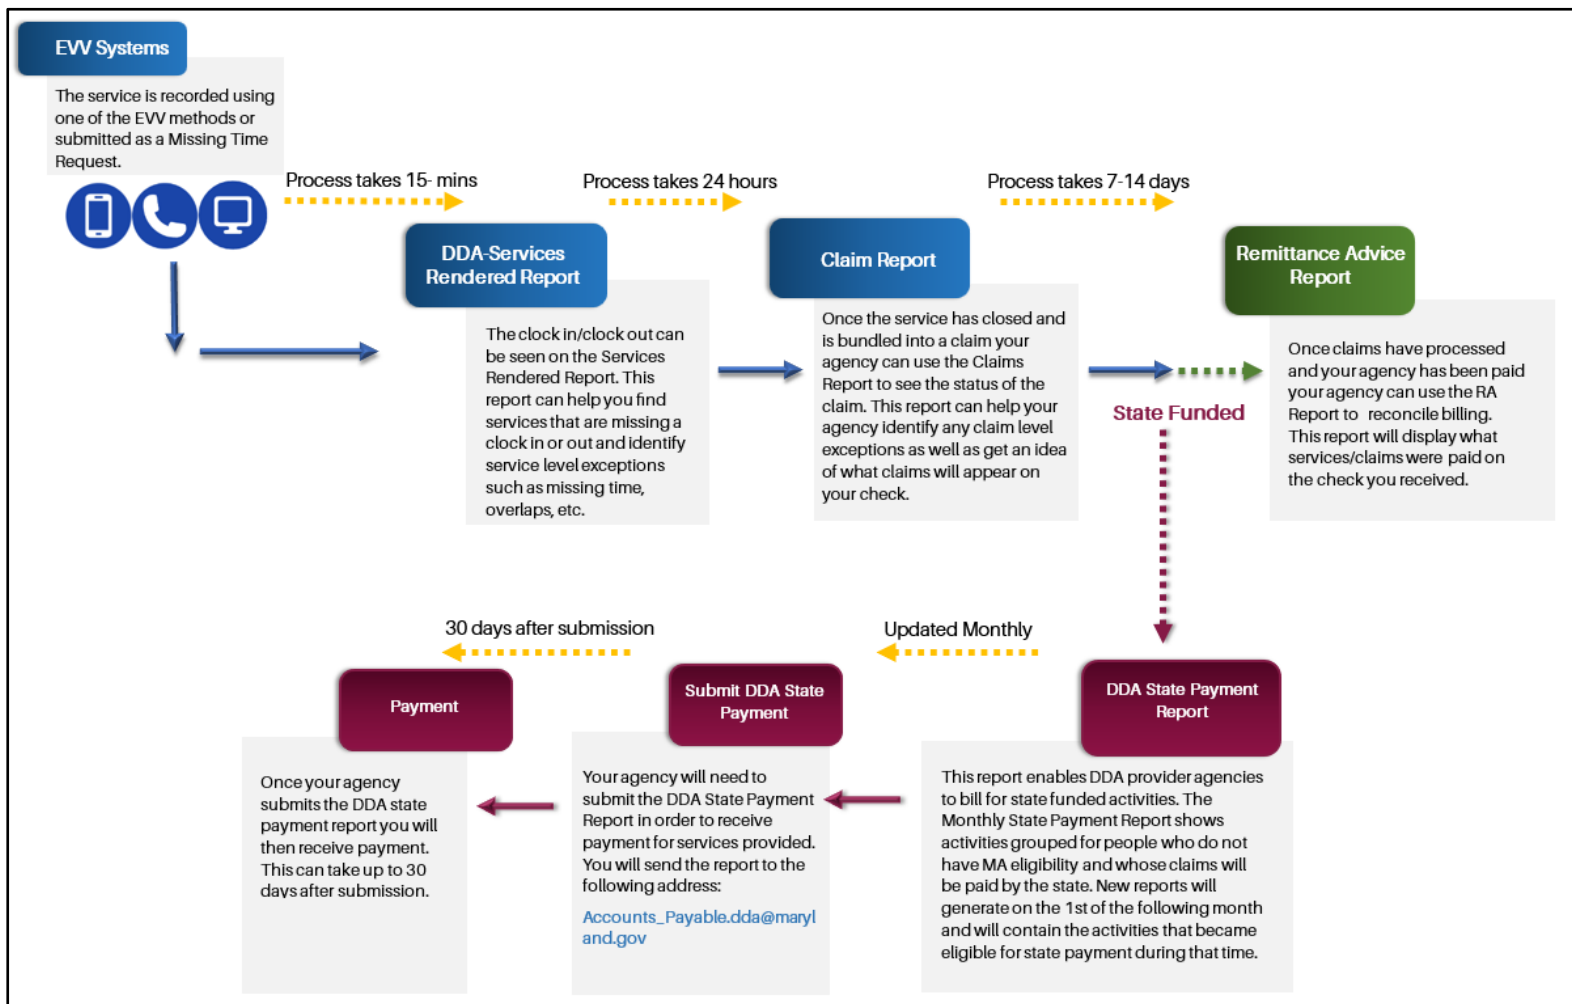 EVV Systems
The service is recorded using
one of the EVV methods or
submitted as a Missing Time
Request.
Process takes 15- mins
Process takes 24 hours
Process takes 7-14 days
DDA-Services
Rendered Report
The clock in/clock out can
be seen on the Services
Rendered Report. This
report can help you find
services that are missing a
clock in or out and identify
service level exceptions
such as missing time,
overlaps, etc.
Claim Report
Once the service has closed and
is bundled into a claim your
agency can use the Claims
Report to see the status of the
claim. This report can help your
agency identify any claim level
exceptions as well as get an idea
of what claims will appear on
your check.
Remittance Advice
Report
Once claims have processed
and your agency has been paid
your agency can use the RA
Report to reconcile billing.
This report will display what
services/claims were paid on
the check you received.
State Funded
30 days after submission
Updated Monthly
DDA State Payment
Report
This report enables DDA provider agencies
to bill for state funded activities. The
Monthly State Payment Report shows
activities grouped for people who do not
have MA eligibility and whose claims will
be paid by the state. New reports will
generate on the 1st of the following month
and will contain the activities that became
eligible for state payment during that time.
Submit DDA State
Payment
Your agency will need to
submit the DDA State Payment
Report in order to receive
payment for services provided.
You will send the report to the
following address:
Accounts_Payable.dda@maryl
and.gov
Payment
Once your agency
submits the DDA state
payment report you will
then receive payment.
This can take up to 30
days after submission.